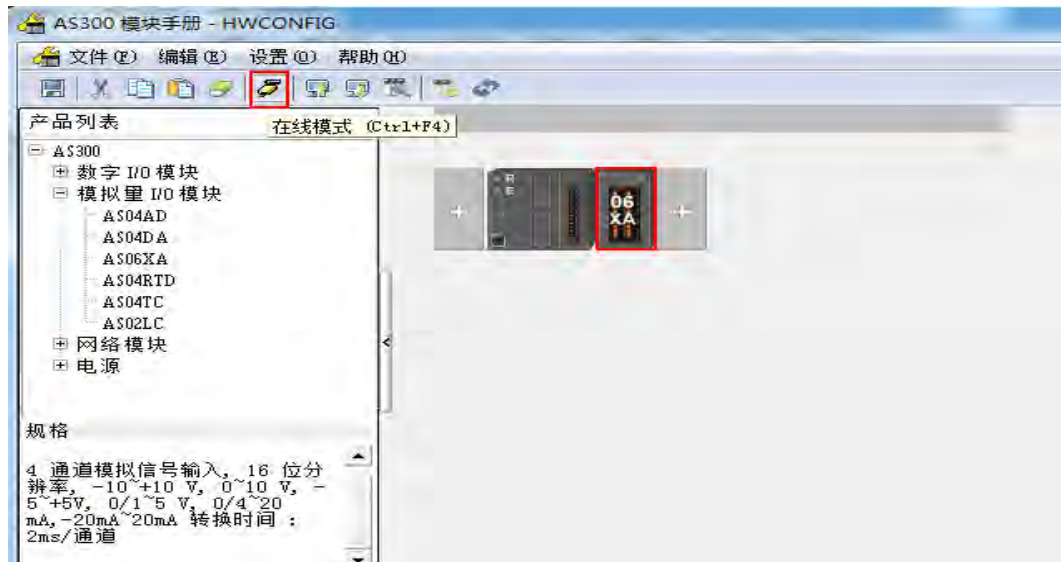 AS300 模块手册 - HWCONFIG
文件(F) 编辑(E) 设置(O) 帮助(H)
产品列表
在线模式 (Ctrl+F4)
AS300
数字 I/O 模块
模拟量 I/O 模块
AS04AD
AS04DA
AS06XA
AS04RTD
AS04TC
AS02LC
网络模块
电源
R
E
06
XA
规格
4 通道模拟信号输入, 16 位分
辨率, -10~+10 V, 0~10 V, -
5~+5V, 0/1~5 V, 0/4~20
mA,-20mA~20mA 转换时间 :
2ms/通道